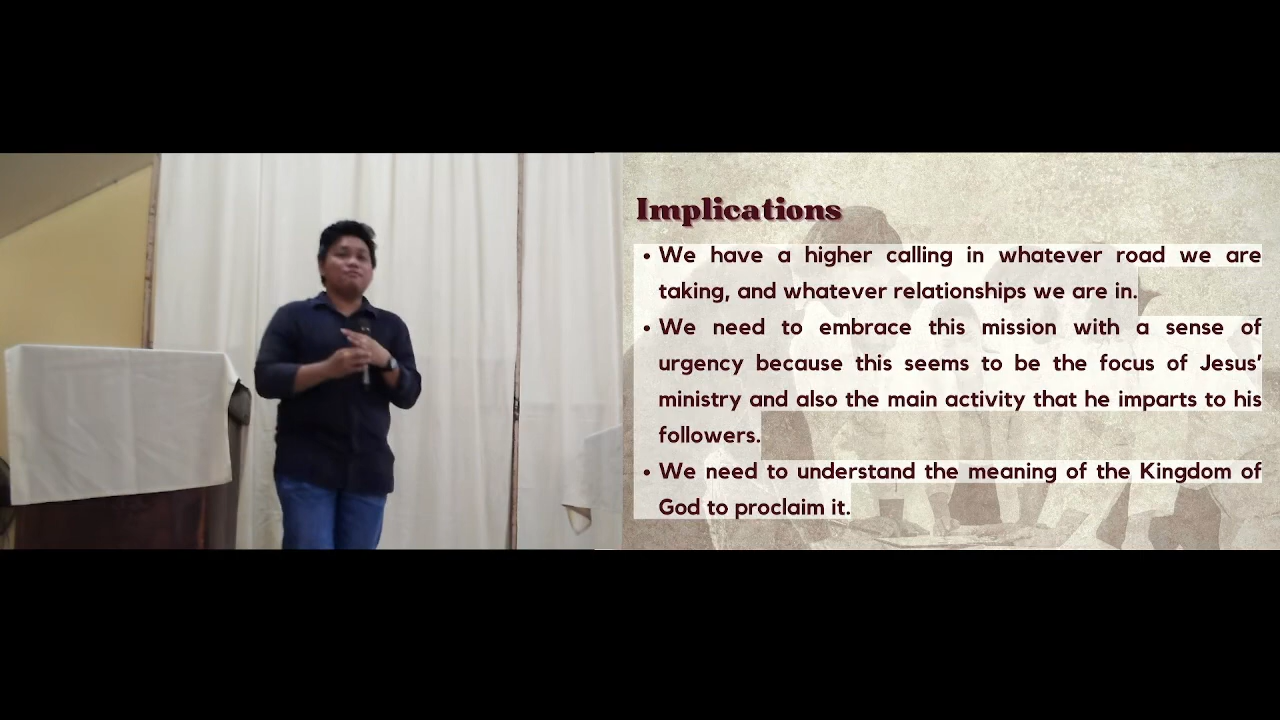 Implications
• We have a higher calling in whatever road we are
taking, and whatever relationships we are in.
• We need to embrace this mission with a sense of
urgency because this seems to be the focus of Jesus’
ministry and also the main activity that he imparts to his
followers.
• We need to understand the meaning of the Kingdom of
God to proclaim it.